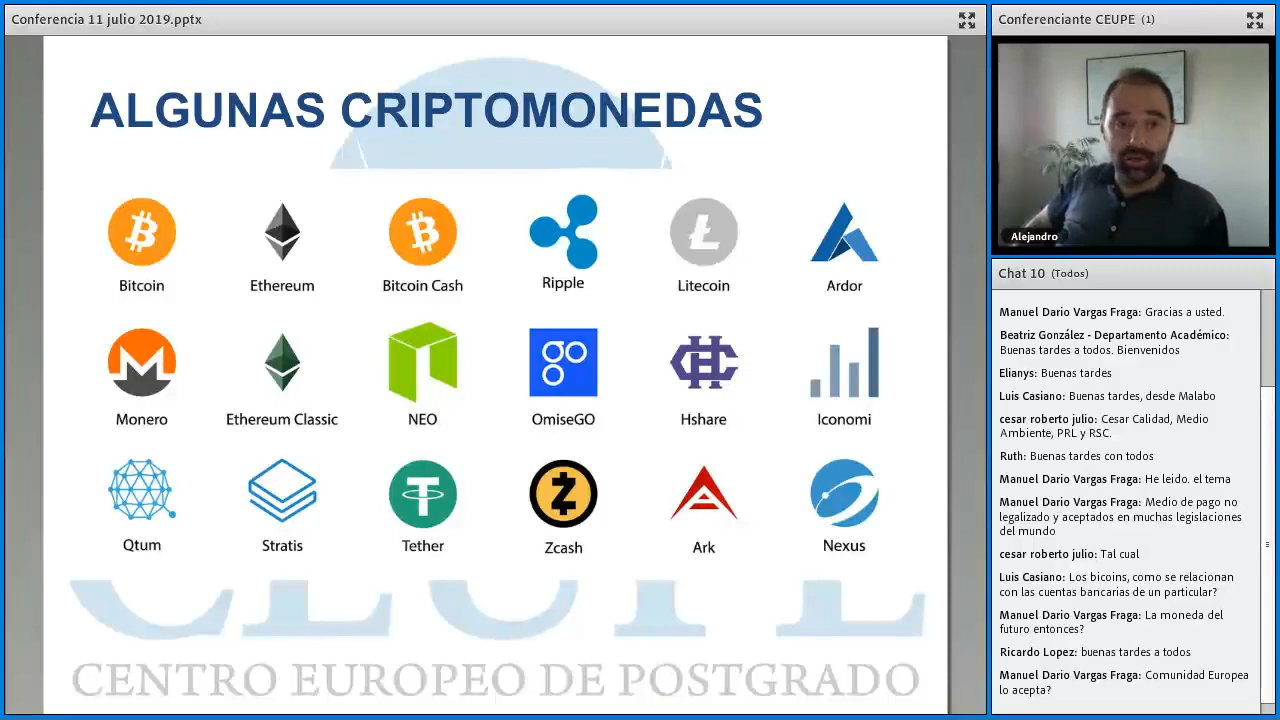 Conferencia 11 julio 2019.pptx
ALGUNAS CRIPTOMONEDAS
Bitcoin
Ethereum
Bitcoin Cash
Ripple
Litecoin
Ardor
Monero
Ethereum Classic
NEO
OmiseGO
Hshare
Iconomi
Qtum
Stratis
Tether
Zcash
Ark
Nexus
CEUPE
CENTRO EUROPEO DE POSTGRADO
Conferenciante CEUPE (1)
Alejandro
Chat 10 (Todos)
Manuel Dario Vargas Fraga: Gracias a usted.
Beatriz González - Departamento Académico:
Buenas tardes a todos. Bienvenidos
Elianys: Buenas tardes
Luis Casiano: Buenas tardes, desde Malabo
cesar roberto julio: Cesar Calidad, Medio
Ambiente, PRL y RSC.
Ruth: Buenas tardes con todos
Manuel Dario Vargas Fraga: He leido. el tema
Manuel Dario Vargas Fraga: Medio de pago no
legalizado y aceptados en muchas legislaciones
del mundo
cesar roberto julio: Tal cual
Luis Casiano: Los bicoins, como se relacionan
con las cuentas bancarias de un particular?
Manuel Dario Vargas Fraga: La moneda del
futuro entonces?
Ricardo Lopez: buenas tardes a todos
Manuel Dario Vargas Fraga: Comunidad Europea
lo acepta?